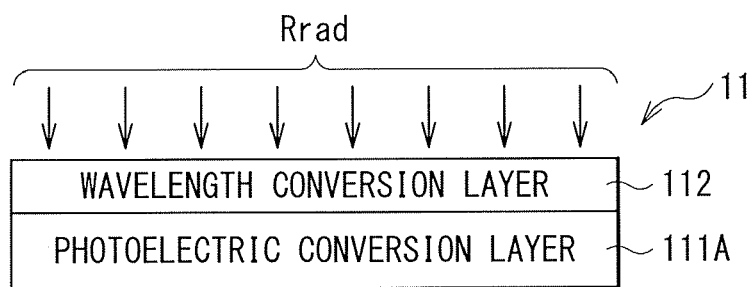 Rrad
11
WAVELENGTH CONVERSION LAYER 112
PHOTOELECTRIC CONVERSION LAYER 111A